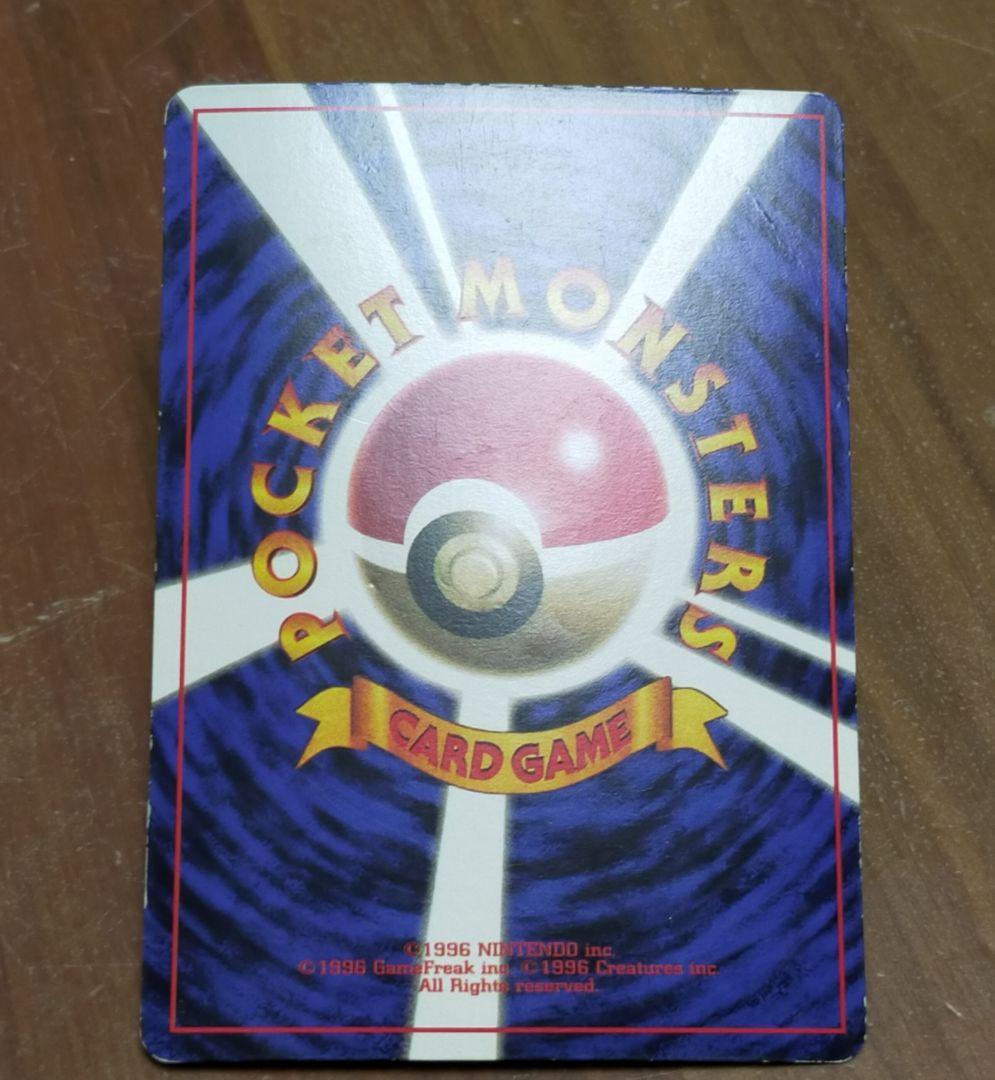 POCKET MONSTERS
CARD GAME
©1996 NINTENDO inc.
©1996 GameFreak inc. ©1996 Creatures inc.
All Rights reserved.